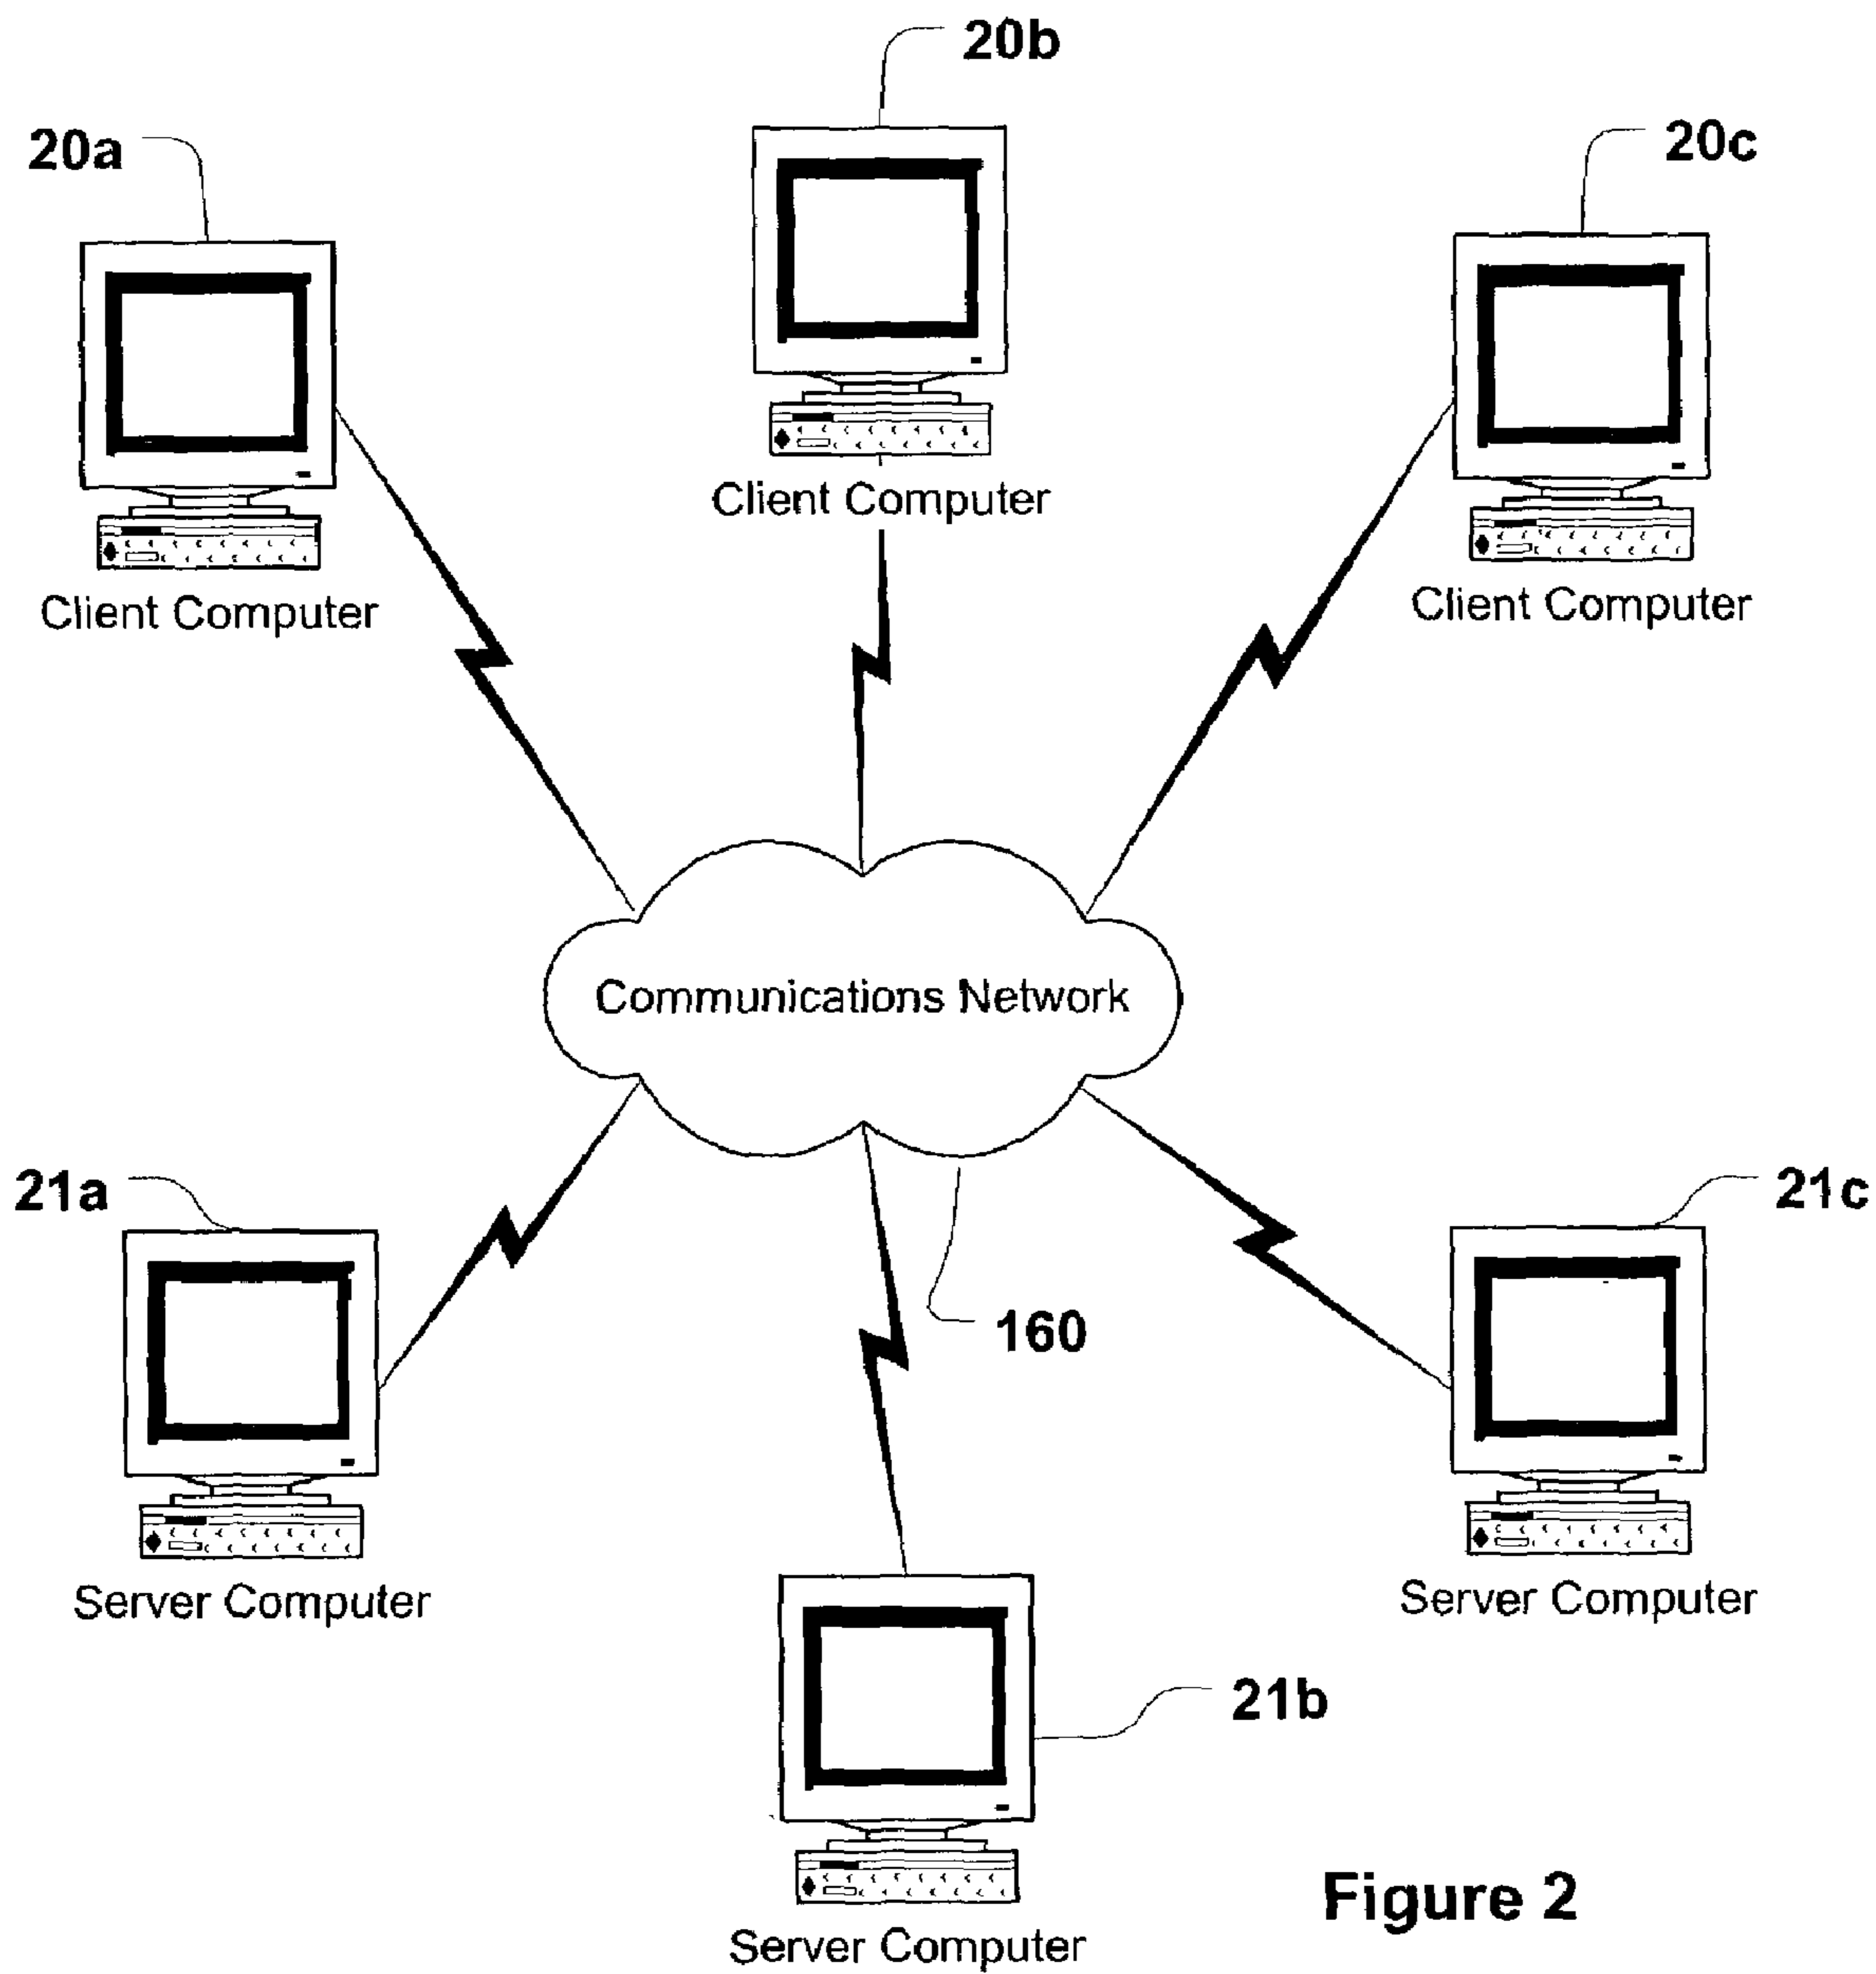 20b
20a
20c
Client Computer
Client Computer
Client Computer
Communications Network
21a
21c
160
Server Computer
Server Computer
21b
Figure 2
Server Computer